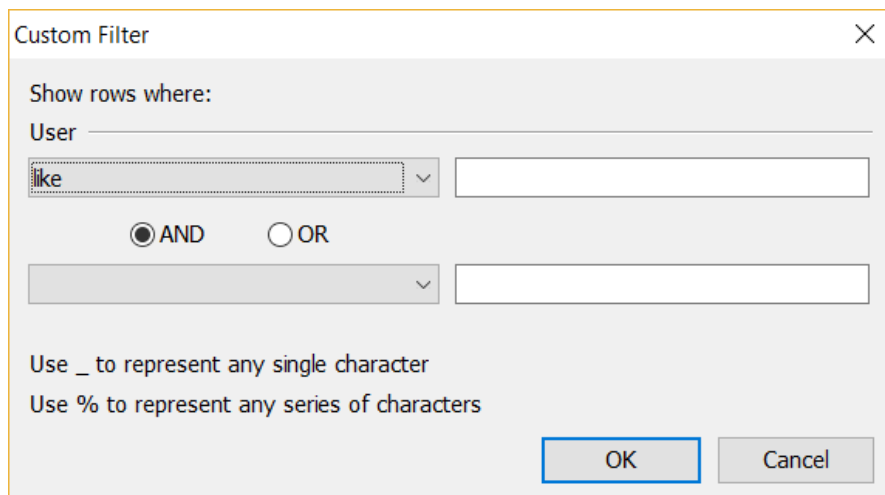 Custom Filter
Show rows where:
User
like
AND OR
Use _ to represent any single character
Use % to represent any series of characters
OK Cancel